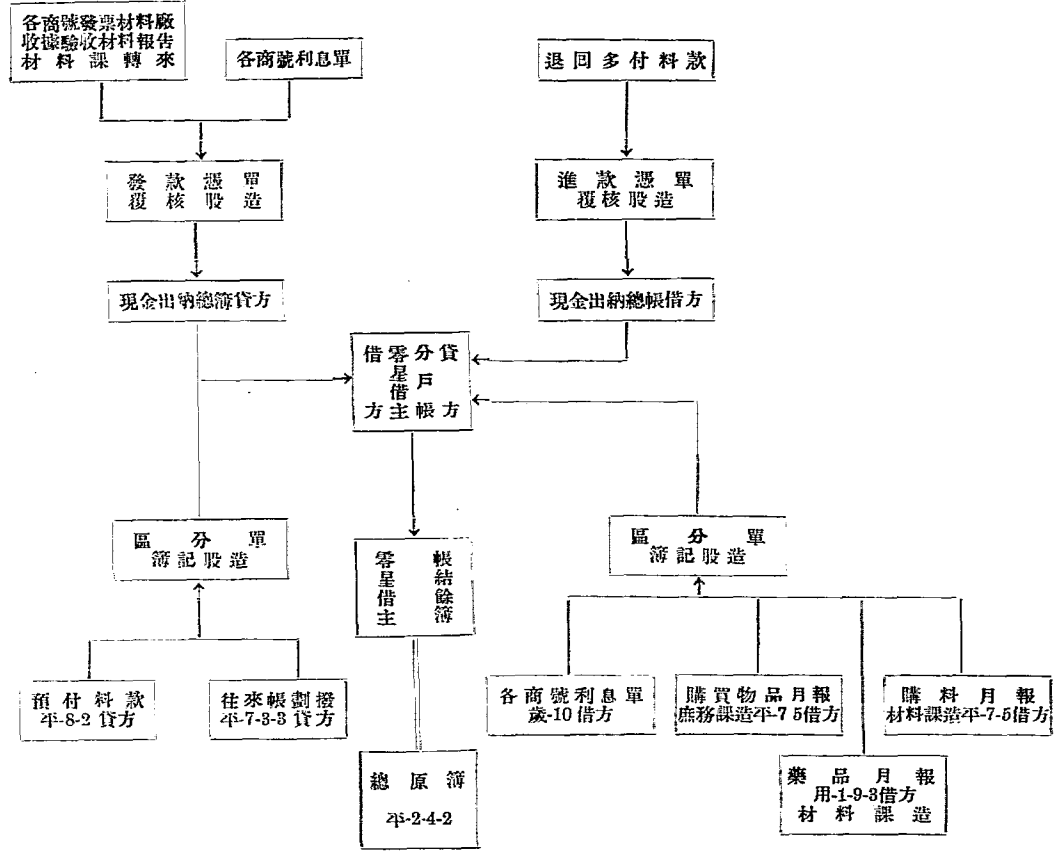 各商號發票材料廠
收據驗收材料報告
材料課轉來
各商號利息單
退回多付料款
發款憑單
覆核股造
進款憑單
覆核股造
現金出納總簿貸方
現金出納總帳借方
借方
零星借主
分戶帳
貸方
區分單
簿記股造
零星借主
帳結餘簿
區分單
簿記股造
預付料款
平-8-2貸方
往來帳劃撥
平-7-3-3貸方
各商號利息單
歲-10借方
購買物品月報
庶務課造平-7 5借方
購料月報
材料課造平-7-5借方
總原簿
平-2-4-2
藥品月報
用-1-9-3借方
材料課造